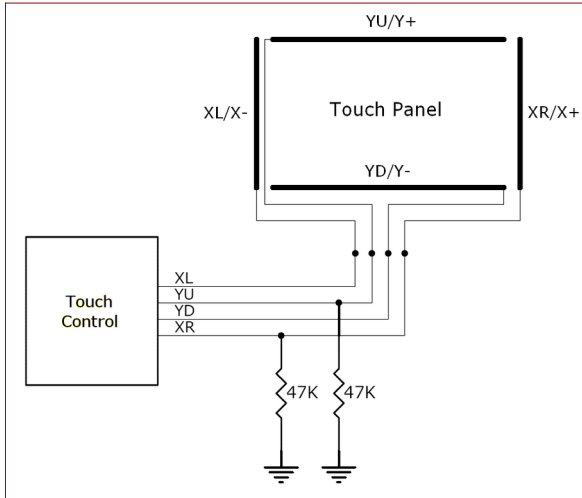 YU/Y+
XL/X-
Touch Panel
XR/X+
YD/Y-
Touch
Control
XL
YU
YD
XR
47K
47K